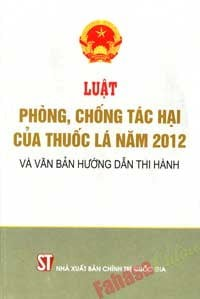 LUẬT
PHÒNG, CHỐNG TÁC HẠI
CỦA THUỐC LÁ NĂM 2012
VÀ VĂN BẢN HƯỚNG DẪN THI HÀNH
ST NHÀ XUẤT BẢN CHÍNH TRỊ QUỐC GIA